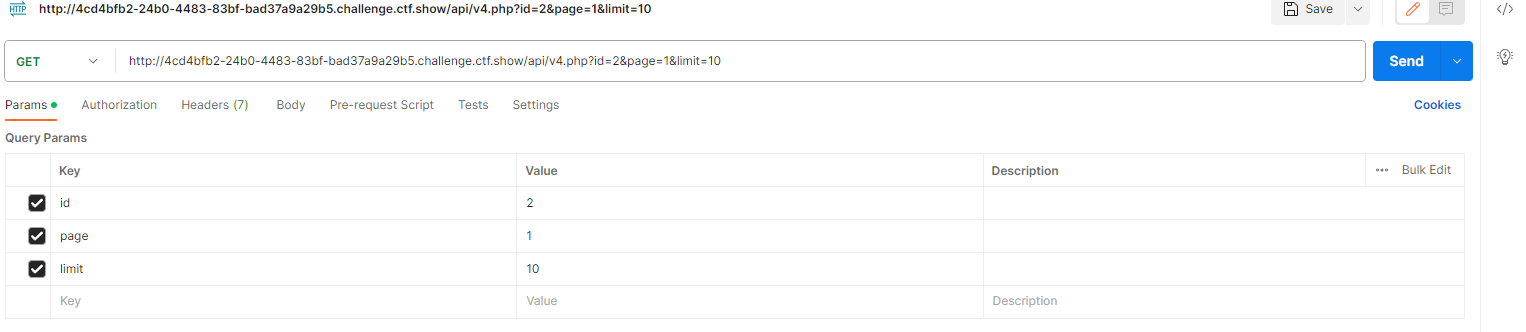 HTTP http://4cd4bfb2-24b0-4483-83bf-bad37a9a29b5.challenge.ctf.show/api/v4.php?id=2&page=1&limit=10 Save
GET http://4cd4bfb2-24b0-4483-83bf-bad37a9a29b5.challenge.ctf.show/api/v4.php?id=2&page=1&limit=10 Send
Params Authorization Headers (7) Body Pre-request Script Tests Settings Cookies
Query Params
Key Value Description ••• Bulk Edit
id 2
page 1
limit 10
Key Value Description